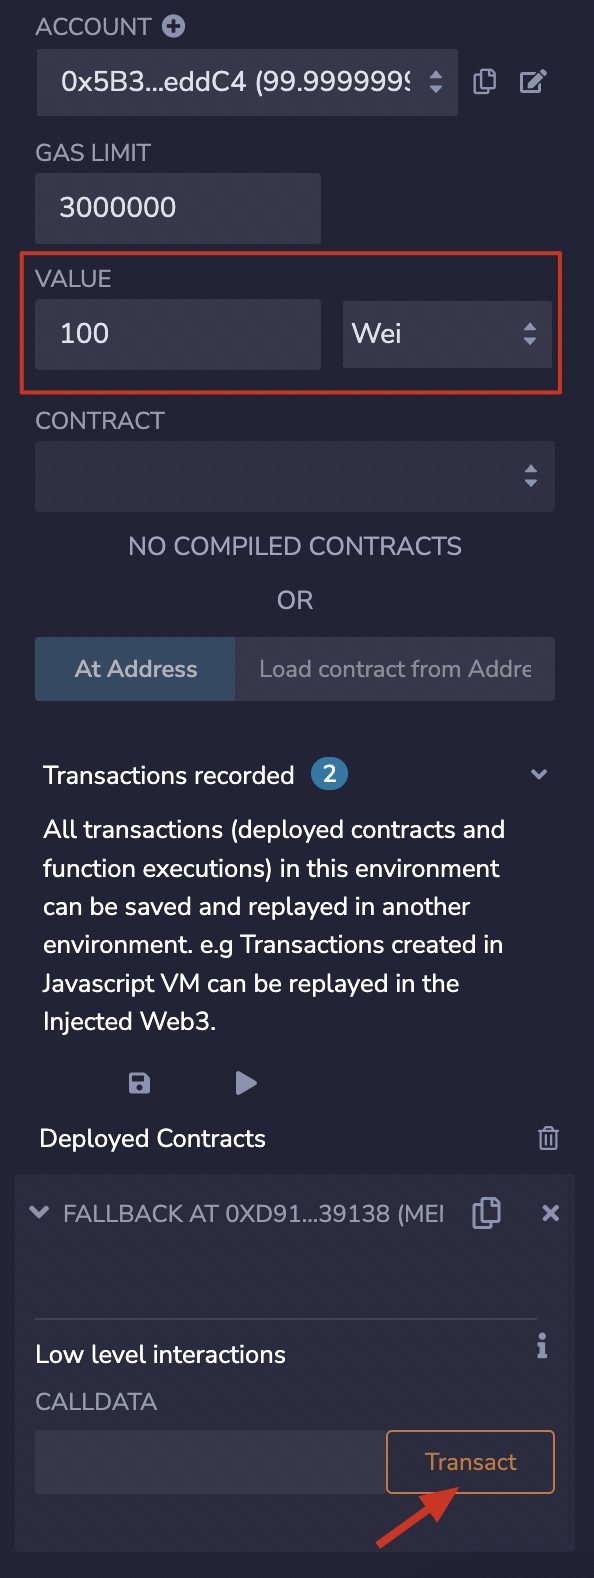 ACCOUNT
0x5B3...eddC4 (99.9999999
GAS LIMIT
3000000
VALUE
100
Wei
CONTRACT
NO COMPILED CONTRACTS
OR
At Address
Load contract from Addre
Transactions recorded 2
All transactions (deployed contracts and
function executions) in this environment
can be saved and replayed in another
environment. e.g Transactions created in
Javascript VM can be replayed in the
Injected Web3.
Deployed Contracts
FALLBACK AT 0XD91...39138 (MEI
Low level interactions
CALLDATA
Transact